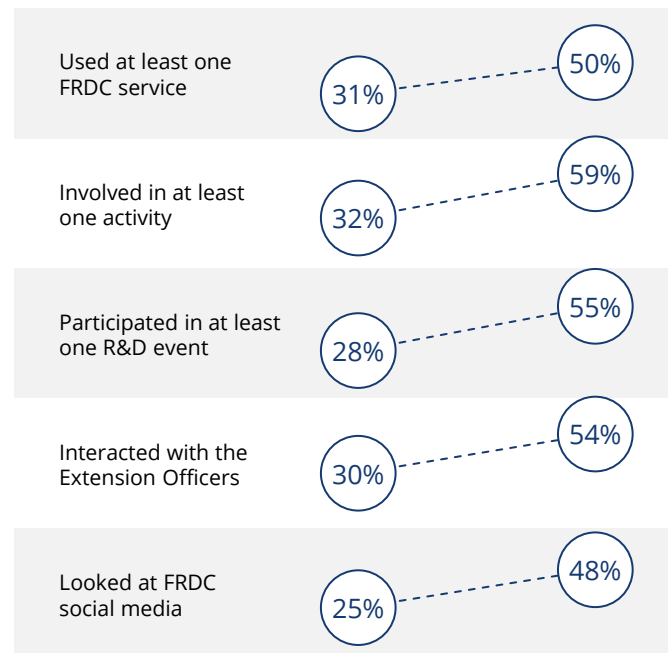 Used at least one
FRDC service
31%
50%
Involved in at least
one activity
32%
59%
Participated in at least
one R&D event
28%
55%
Interacted with the
Extension Officers
30%
54%
Looked at FRDC
social media
25%
48%